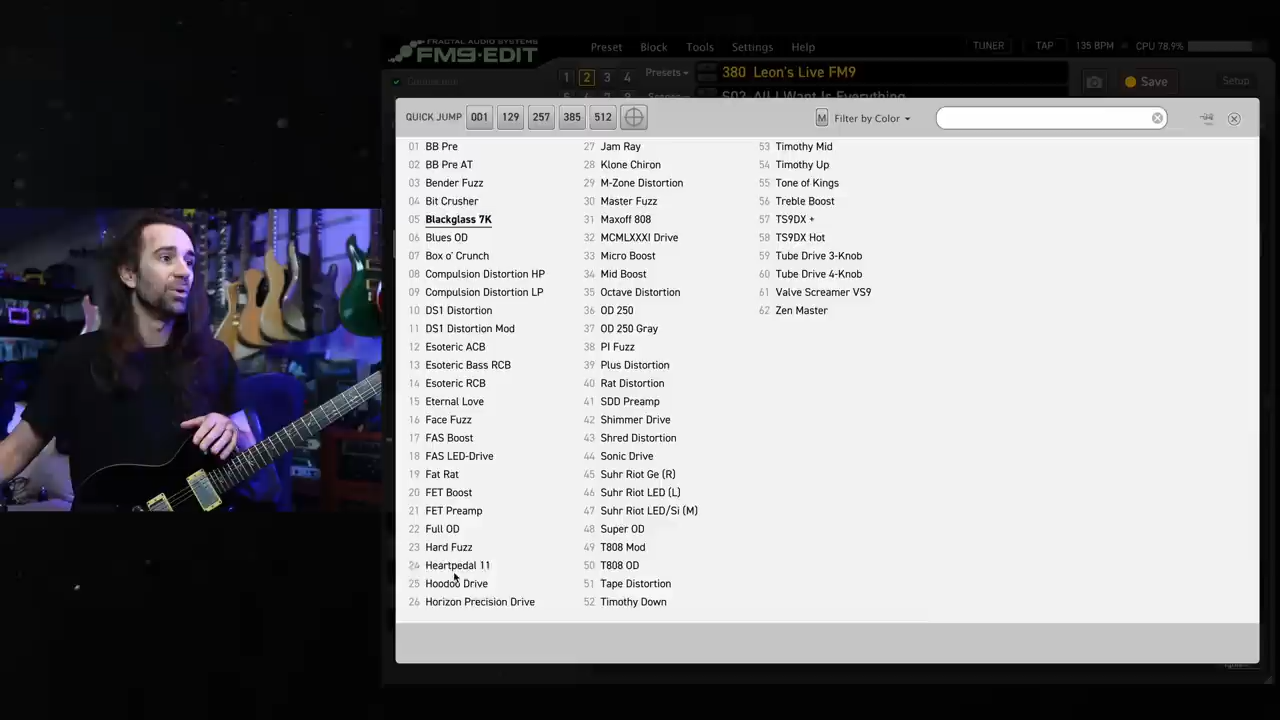 FRACTAL AUDIO SYSTEMS
FM9-EDIT
Preset Block Tools Settings Help
TUNER TAP 135 BPM CPU 78.9%
1 2 3 4 Presets 380 Leon's Live FM9
Save Setup
S02 All I Want Is Everything
QUICK JUMP 001 129 257 385 512
M Filter by Color
01 BB Pre
02 BB Pre AT
03 Bender Fuzz
04 Bit Crusher
05 Blackglass 7K
06 Blues OD
07 Box o' Crunch
08 Compulsion Distortion HP
09 Compulsion Distortion LP
10 DS1 Distortion
11 DS1 Distortion Mod
12 Esoteric ACB
13 Esoteric Bass RCB
14 Esoteric RCB
15 Eternal Love
16 Face Fuzz
17 FAS Boost
18 FAS LED-Drive
19 Fat Rat
20 FET Boost
21 FET Preamp
22 Full OD
23 Hard Fuzz
24 Heartpedal 11
25 Hoodoo Drive
26 Horizon Precision Drive
27 Jam Ray
28 Klone Chiron
29 M-Zone Distortion
30 Master Fuzz
31 Maxoff 808
32 MCMLXXXI Drive
33 Micro Boost
34 Mid Boost
35 Octave Distortion
36 OD 250
37 OD 250 Gray
38 PI Fuzz
39 Plus Distortion
40 Rat Distortion
41 SDD Preamp
42 Shimmer Drive
43 Shred Distortion
44 Sonic Drive
45 Suhr Riot Ge (R)
46 Suhr Riot LED (L)
47 Suhr Riot LED/Si (M)
48 Super OD
49 T808 Mod
50 T808 OD
51 Tape Distortion
52 Timothy Down
53 Timothy Mid
54 Timothy Up
55 Tone of Kings
56 Treble Boost
57 TS9DX +
58 TS9DX Hot
59 Tube Drive 3-Knob
60 Tube Drive 4-Knob
61 Valve Screamer VS9
62 Zen Master